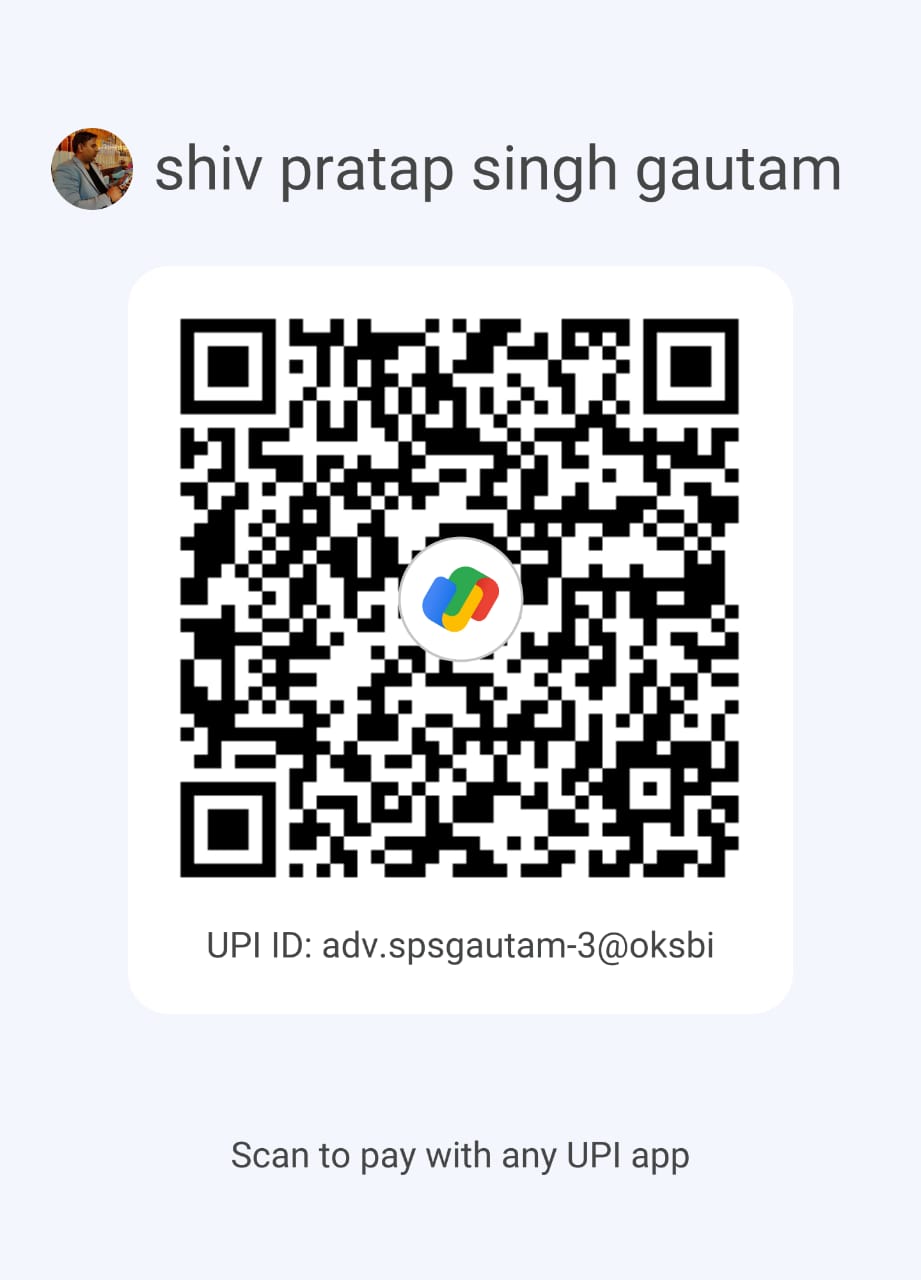 shiv pratap singh gautam
UPI ID: adv.spsgautam-3@oksbi
Scan to pay with any UPI app